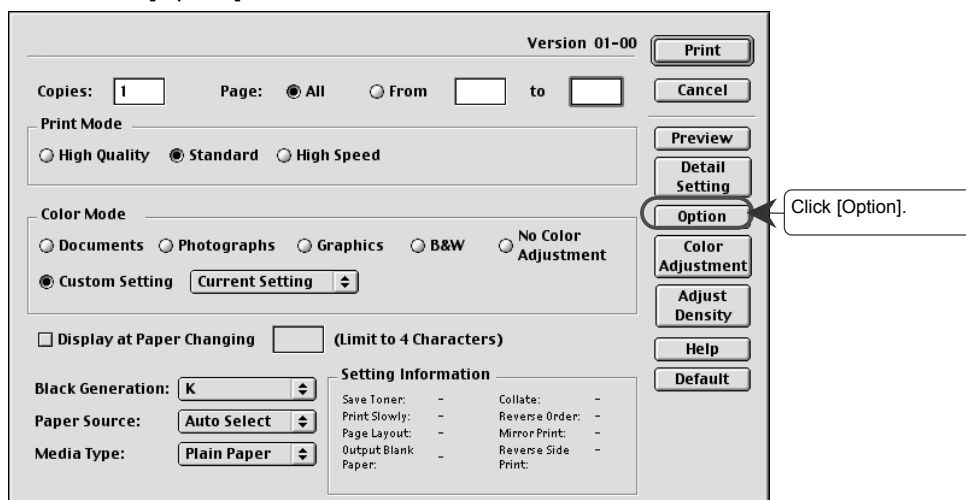 Version 01-00
Print
Copies: 1 Page: All From to
Cancel
Print Mode
High Quality Standard High Speed
Preview
Detail
Setting
Option
Click [Option].
Color Mode
Documents Photographs Graphics B&W No Color
Adjustment
Custom Setting Current Setting
Color
Adjustment
Adjust
Density
Display at Paper Changing (Limit to 4 Characters)
Help
Default
Black Generation: K
Paper Source: Auto Select
Media Type: Plain Paper
Setting Information
Save Toner: - Collate: -
Print Slowly: - Reverse Order: -
Page Layout: - Mirror Print: -
Output Blank
Paper: -
Reverse Side
Print: -